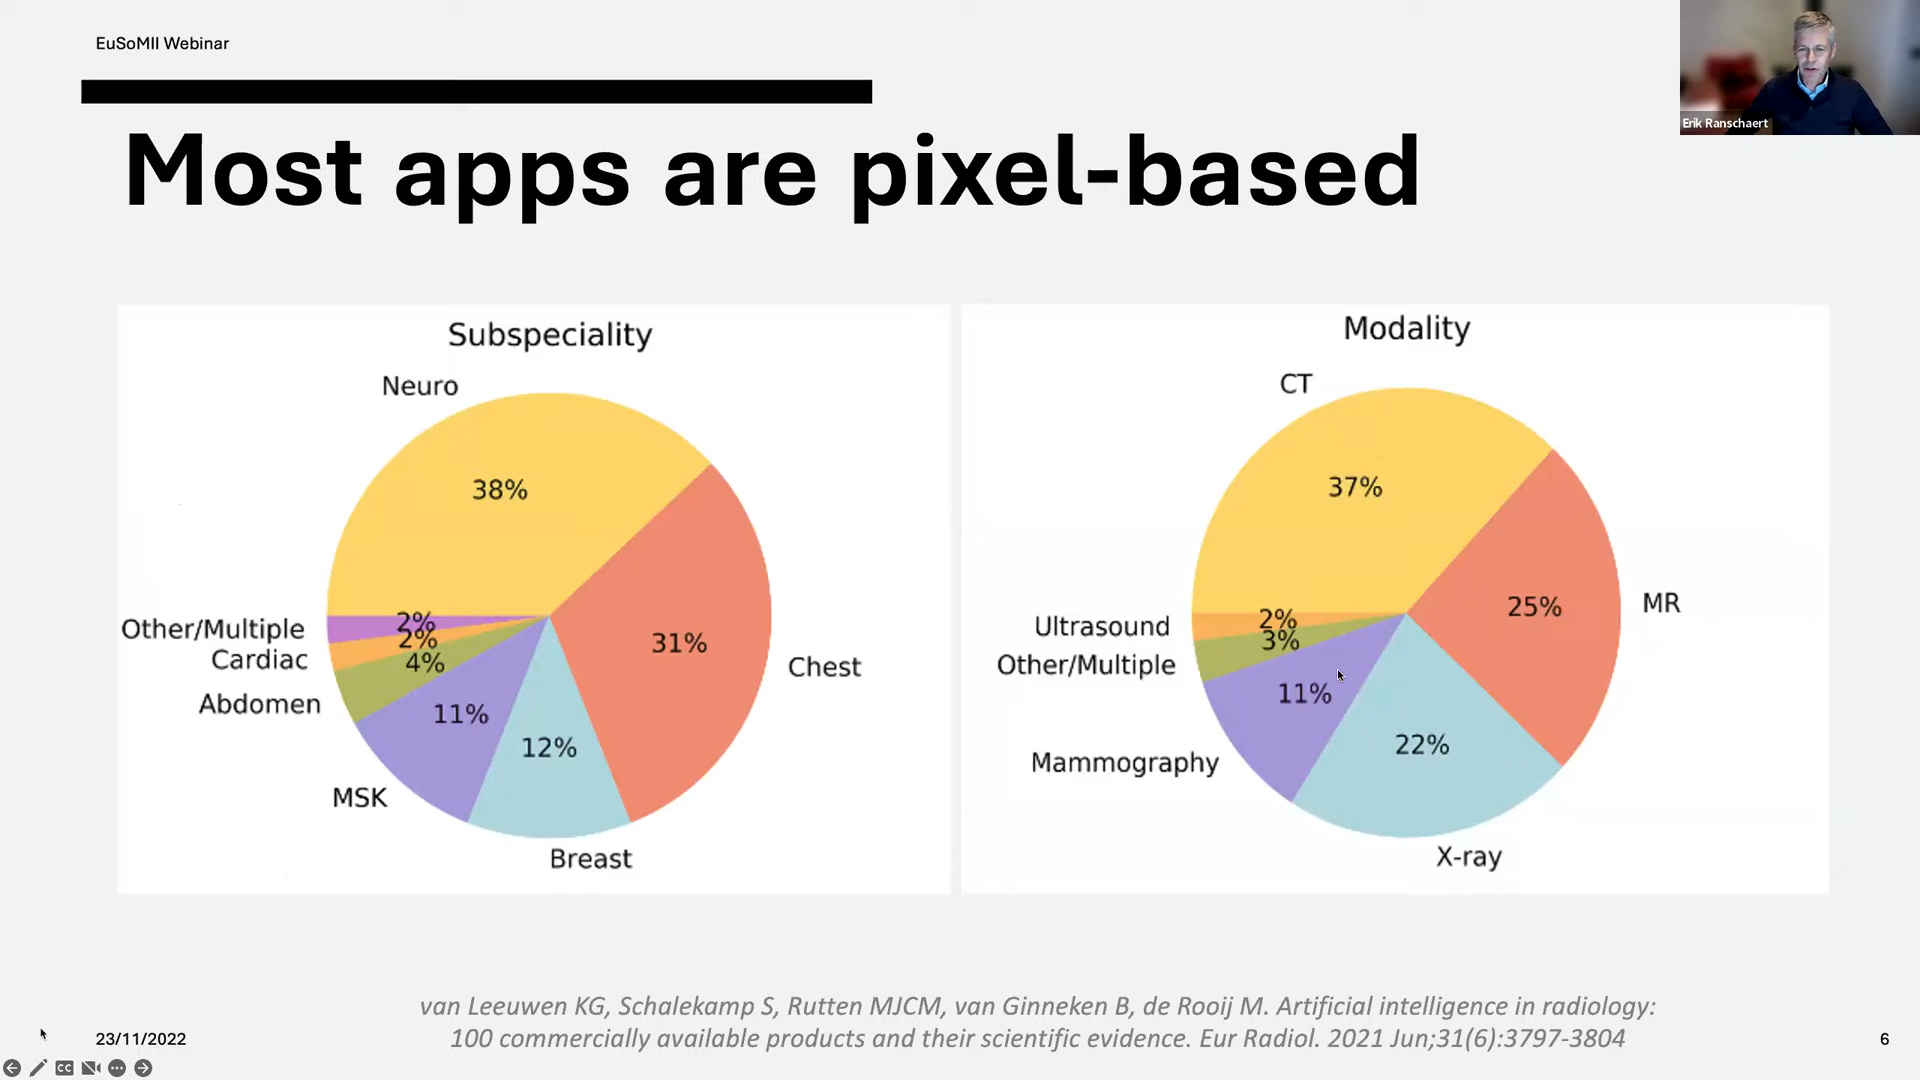 EuSoMII Webinar
Erik Ranschaert
Most apps are pixel-based
Subspeciality
Neuro
38%
Other/Multiple
2%
Cardiac
2%
Abdomen
4%
31%
Chest
MSK
11%
12%
Breast
Modality
CT
37%
Ultrasound
2%
Other/Multiple
3%
25%
MR
Mammography
11%
22%
X-ray
van Leeuwen KG, Schalekamp S, Rutten MJCM, van Ginneken B, de Rooij M. Artificial intelligence in radiology:
100 commercially available products and their scientific evidence. Eur Radiol. 2021 Jun;31(6):3797-3804
23/11/2022
6
CC